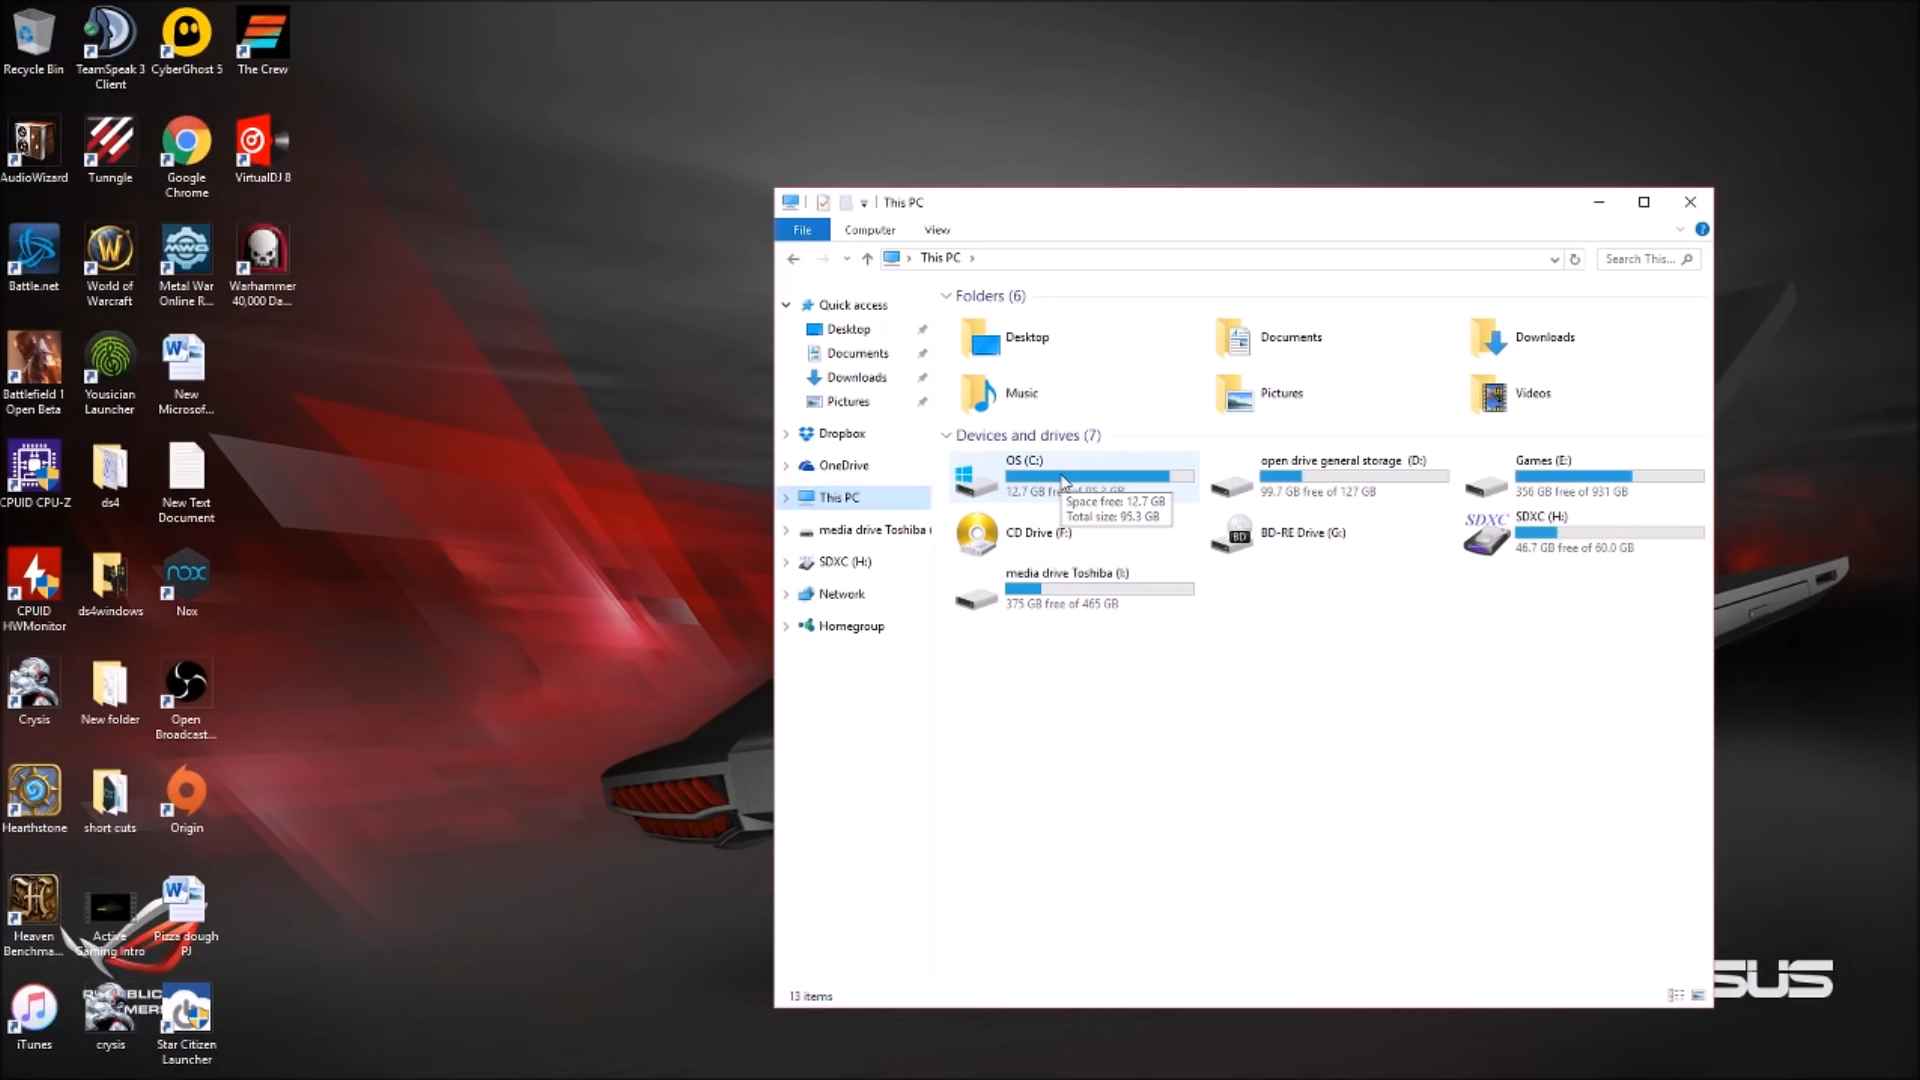 Recycle Bin
TeamSpeak 3
Client
CyberGhost 5
The Crew
AudioWizard
Tunngle
Google
Chrome
VirtualDJ 8
Battle.net
World of
Warcraft
Metal War
Online R...
Warhammer
40,000 Da...
Battlefield 1
Open Beta
Yousician
Launcher
New
Microsof...
CPUID CPU-Z
ds4
New Text
Document
CPUID
HWMonitor
ds4windows
Nox
Crysis
New folder
Open
Broadcast...
Hearthstone
short cuts
Origin
Heaven
Benchma...
Active
Gaming Intro
Pizza dough
PJ
iTunes
crysis
Star Citizen
Launcher
This PC
File
Computer
View
This PC
Search This...
Quick access
Desktop
Documents
Downloads
Pictures
Dropbox
OneDrive
This PC
media drive Toshiba (
SDXC (H:)
Network
Homegroup
Folders (6)
Desktop
Documents
Downloads
Music
Pictures
Videos
Devices and drives (7)
OS (C:)
12.7 GB free of 95.3 GB
Space free: 12.7 GB
Total size: 95.3 GB
open drive general storage (D:)
99.7 GB free of 127 GB
Games (E:)
356 GB free of 931 GB
CD Drive (F:)
BD
BD-RE Drive (G:)
SDXC
SDXC (H:)
46.7 GB free of 60.0 GB
media drive Toshiba (I:)
375 GB free of 465 GB
13 items
SUS